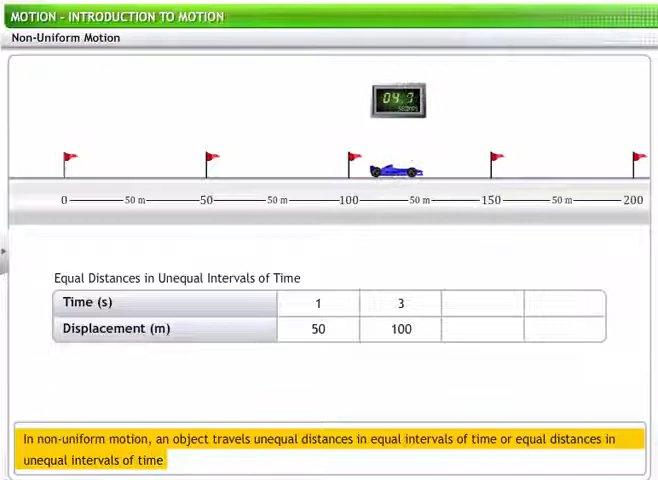 MOTION - INTRODUCTION TO MOTION
Non-Uniform Motion
SECONDS
0 50 m 50 50 m 100 50 m 150 50 m 200
Equal Distances in Unequal Intervals of Time
Time (s) 1 3
Displacement (m) 50 100
In non-uniform motion, an object travels unequal distances in equal intervals of time or equal distances in
unequal intervals of time